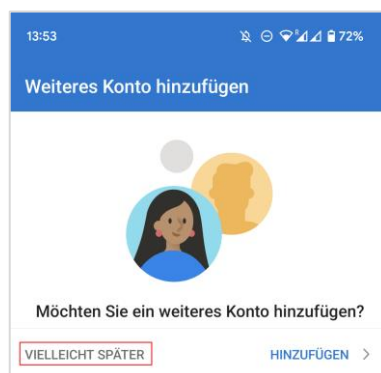 13:53
72%
Weiteres Konto hinzufügen
Möchten Sie ein weiteres Konto hinzufügen?
VIELLEICHT SPÄTER
HINZUFÜGEN